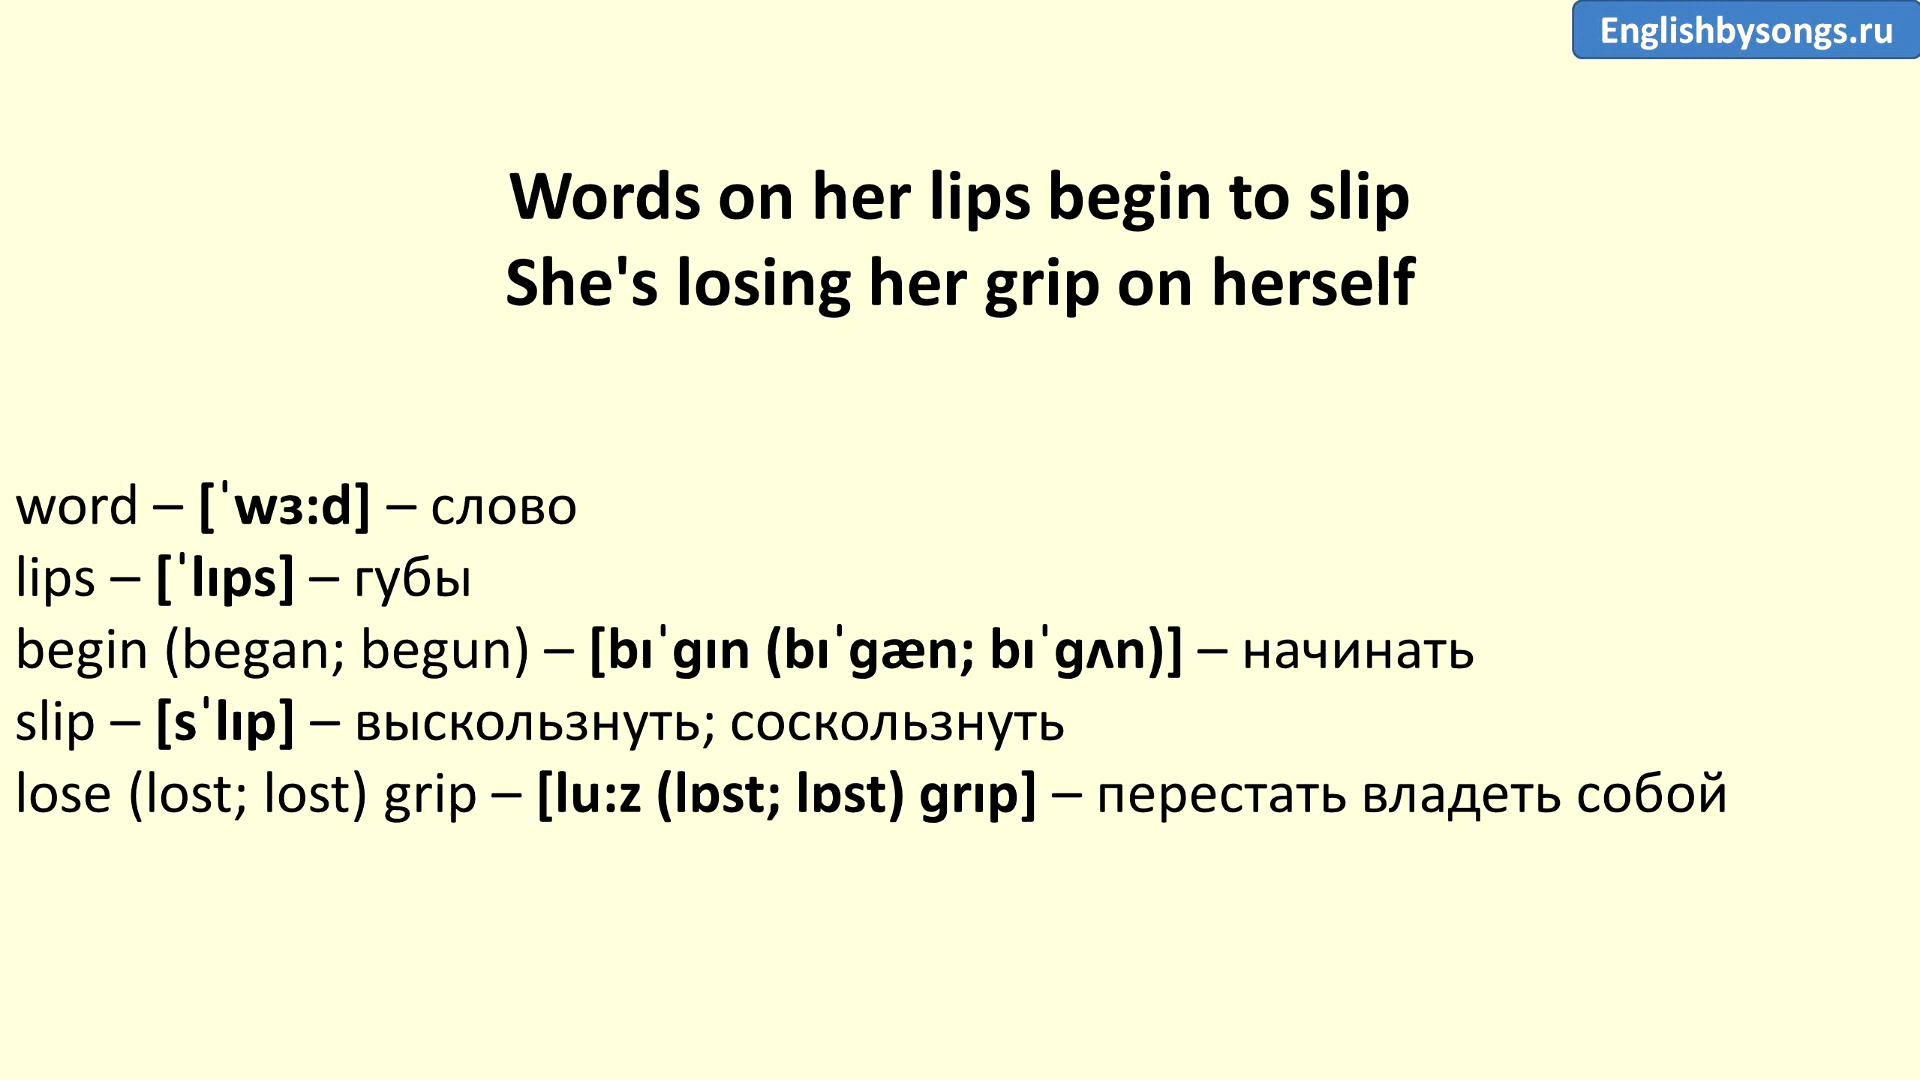 Englishbysongs.ru
Words on her lips begin to slip
She's losing her grip on herself
word – [ˈwɜ:d] – слово
lips – [ˈlɪps] – губы
begin (began; begun) – [bɪˈgɪn (bɪˈgæn; bɪˈgʌn)] – начинать
slip – [sˈlɪp] – выскользнуть; соскользнуть
lose (lost; lost) grip – [lu:z (lɒst; lɒst) grɪp] – перестать владеть собой